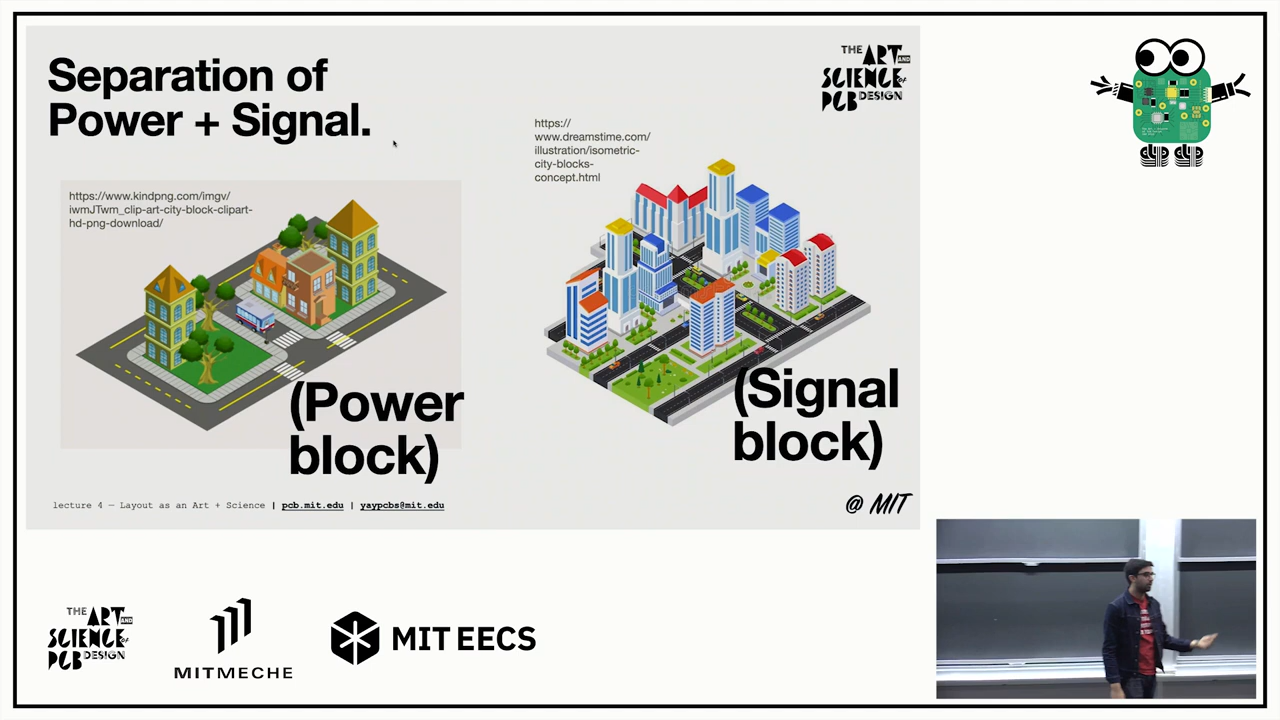 Separation of
Power + Signal.
THE ART AND
SCIENCE of
PCB DESIGN
https://
www.dreamstime.com/
illustration/isometric-
city-blocks-
concept.html
https://www.kindpng.com/imgv/
iwmJTwm_clip-art-city-block-clipart-
hd-png-download/
(Power
block)
(Signal
block)
lecture 4 — Layout as an Art + Science | pcb.mit.edu | yaypcbs@mit.edu
@ MIT
THE ART AND
SCIENCE of
PCB DESIGN
MITMECHE
MIT EECS